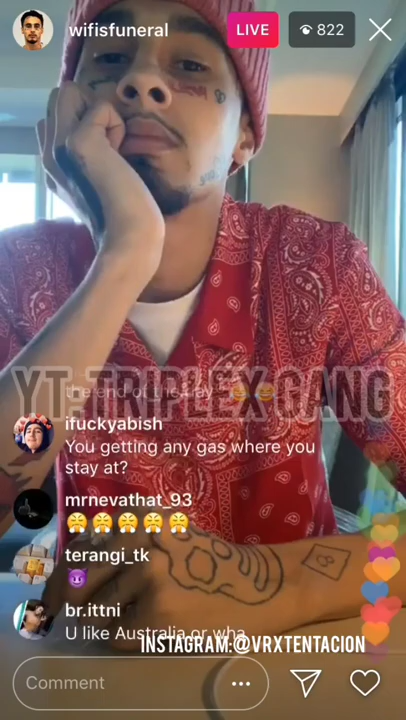 wifisfuneral
LIVE
822
YT:TRIPLEX GANG
the end of the day
ifuckyabish
You getting any gas where you
stay at?
mrnevathat_93
terangi_tk
br.ittni
U like Australia or wha
INSTAGRAM:@VRXTENTACION
Comment